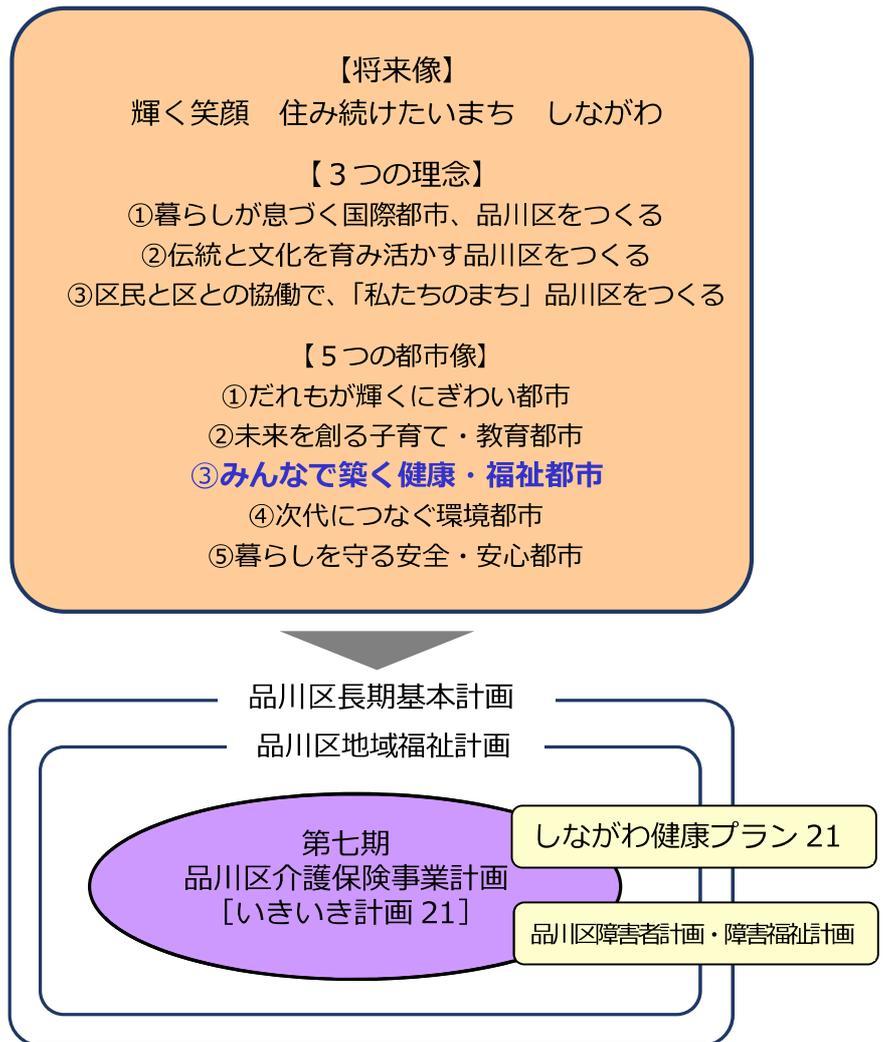 【将来像】
輝く笑顔　住み続けたいまち　しながわ
【３つの理念】
①暮らしが息づく国際都市、品川区をつくる
②伝統と文化を育み活かす品川区をつくる
③区民と区との協働で、「私たちのまち」品川区をつくる
【５つの都市像】
①だれもが輝くにぎわい都市
②未来を創る子育て・教育都市
③みんなで築く健康・福祉都市
④次代につなぐ環境都市
⑤暮らしを守る安全・安心都市
品川区長期基本計画
品川区地域福祉計画
第七期
品川区介護保険事業計画
［いきいき計画 21］
しながわ健康プラン 21
品川区障害者計画・障害福祉計画